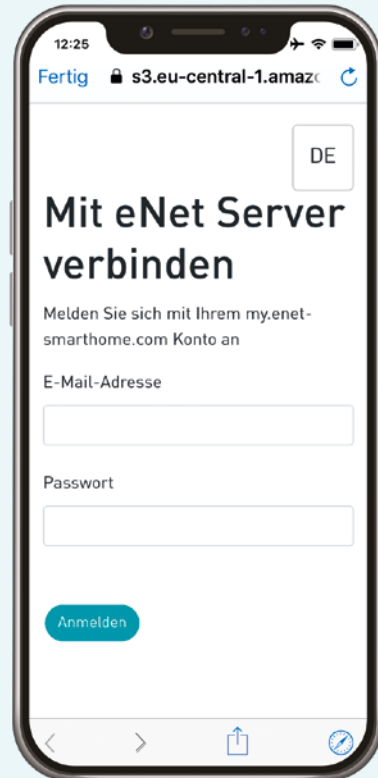 12:25
Fertig s3.eu-central-1.amaz
DE
Mit eNet Server
verbinden
Melden Sie sich mit Ihrem my.enet-
smarthome.com Konto an
E-Mail-Adresse
Passwort
Anmelden